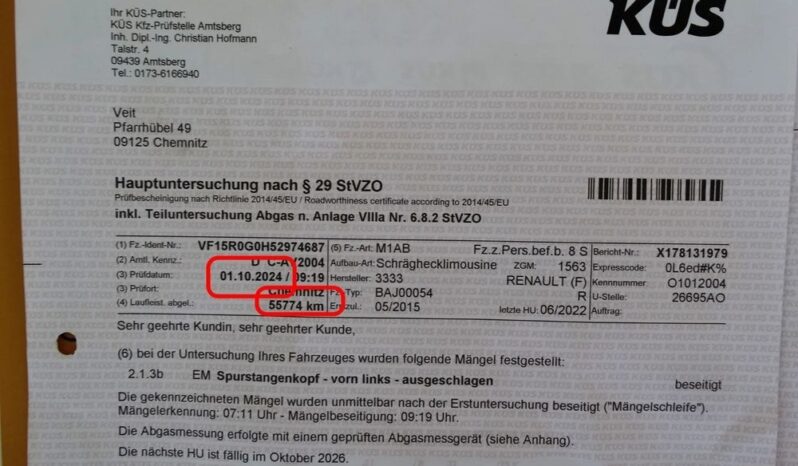 Ihr KÜS-Partner:
KÜS Kfz-Prüfstelle Amtsberg
Inh. Dipl.-Ing. Christian Hofmann
Talstr. 4
09439 Amtsberg
Tel.: 0173-6166940
KÜS
Veit
Pfarrhübel 49
09125 Chemnitz
Hauptuntersuchung nach § 29 StVZO
Prüfbescheinigung nach Richtlinie 2014/45/EU / Roadworthiness certificate according to 2014/45/EU
inkl. Teiluntersuchung Abgas n. Anlage VIIIa Nr. 6.8.2 StVZO
(1) Fz.-Ident-Nr.: VF15R0G0H52974687 (5) Fz.-Art: M1AB Fz.z.Pers.bef.b. 8 S Bericht-Nr.: X178131979
(2) Amtl. Kennz.: D C-A 2004 Aufbau-Art: Schräghecklimousine ZGM: 1563 Expresscode: 0L6ed#K%
(3) Prüfdatum: 01.10.2024 / 09:19 Hersteller: 3333 RENAULT (F) Kennnummer: O1012004
(3) Prüfort: Chemnitz Fz.-Typ: BAJ00054 R U-Stelle: 26695AO
(4) Laufleist. abgel.: 55774 km Erstzul.: 05/2015 letzte HU: 06/2022 Auftrag:
Sehr geehrte Kundin, sehr geehrter Kunde,
(6) bei der Untersuchung Ihres Fahrzeuges wurden folgende Mängel festgestellt:
2.1.3b EM Spurstangenkopf - vorn links - ausgeschlagen beseitigt
Die gekennzeichneten Mängel wurden unmittelbar nach der Erstuntersuchung beseitigt ("Mängelschleife").
Mängelerkennung: 07:11 Uhr - Mängelbeseitigung: 09:19 Uhr.
Die Abgasmessung erfolgte mit einem geprüften Abgasmessgerät (siehe Anhang).
Die nächste HU ist fällig im Oktober 2026.